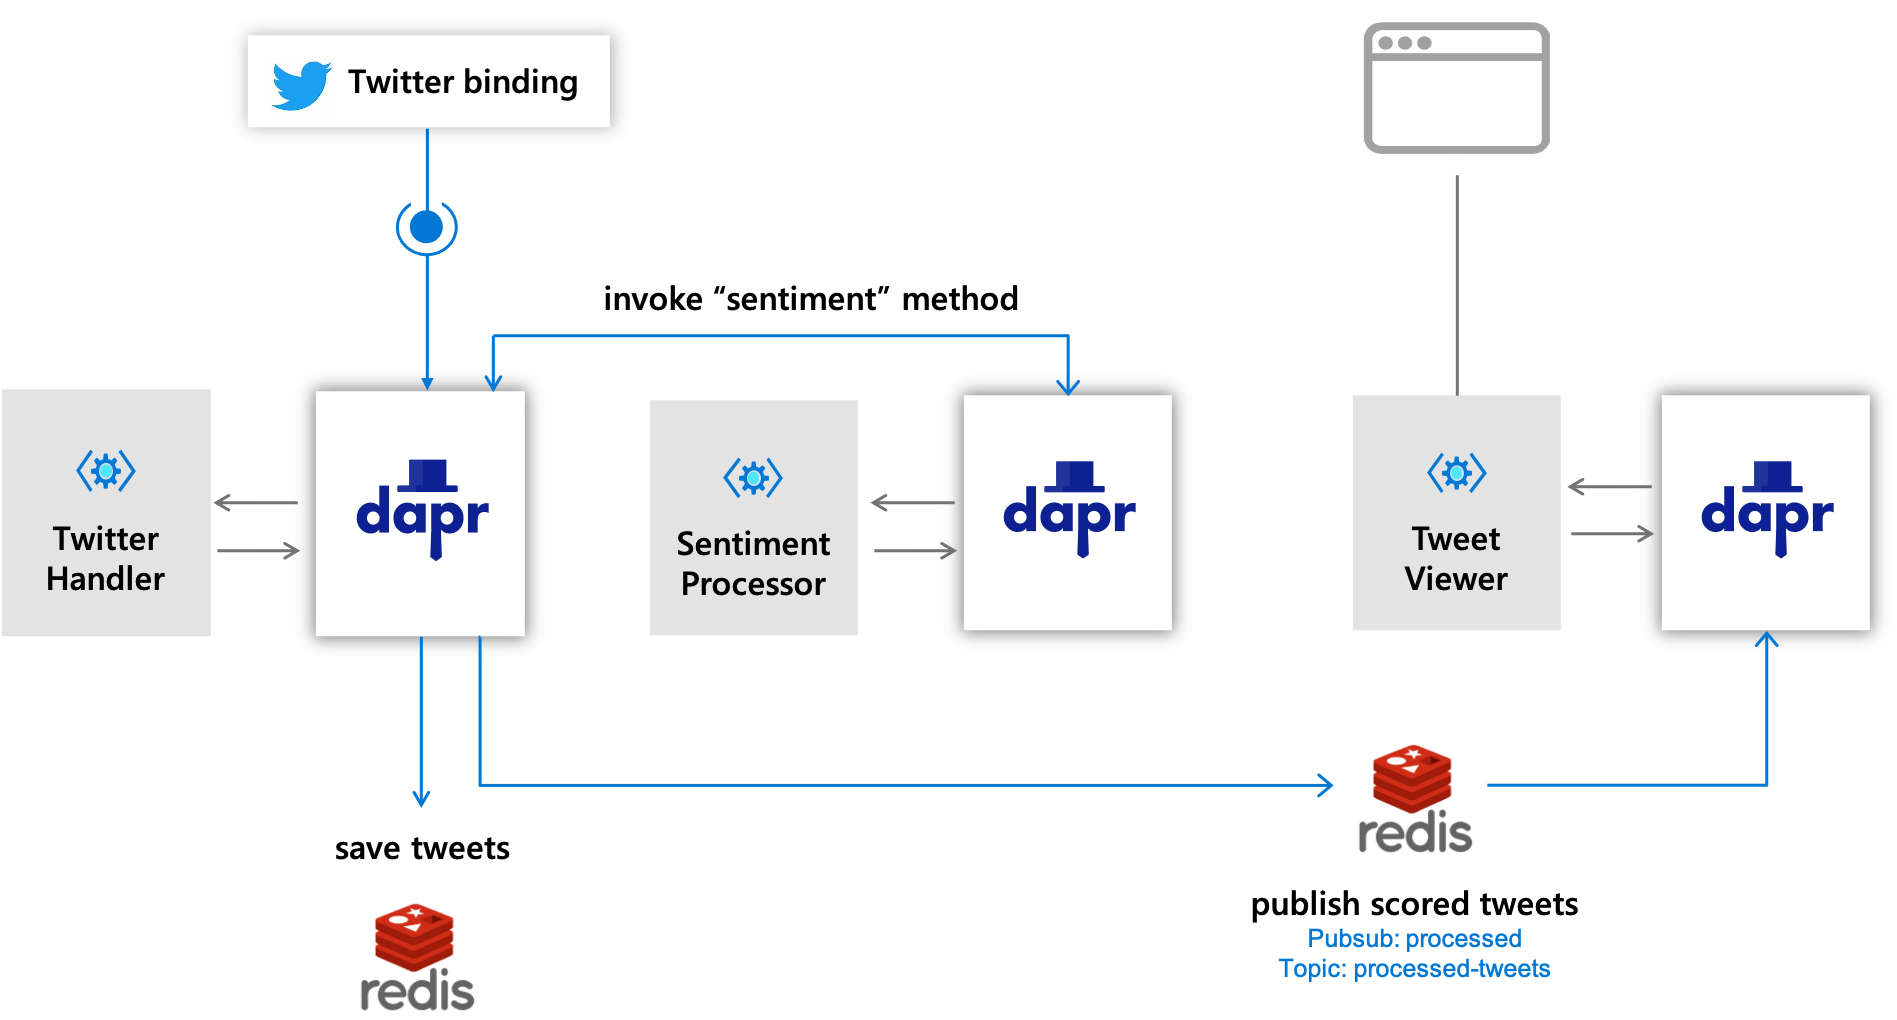 Twitter binding
invoke “sentiment” method
Twitter
Handler
dapr
Sentiment
Processor
dapr
Tweet
Viewer
dapr
save tweets
redis
redis
publish scored tweets
Pubsub: processed
Topic: processed-tweets